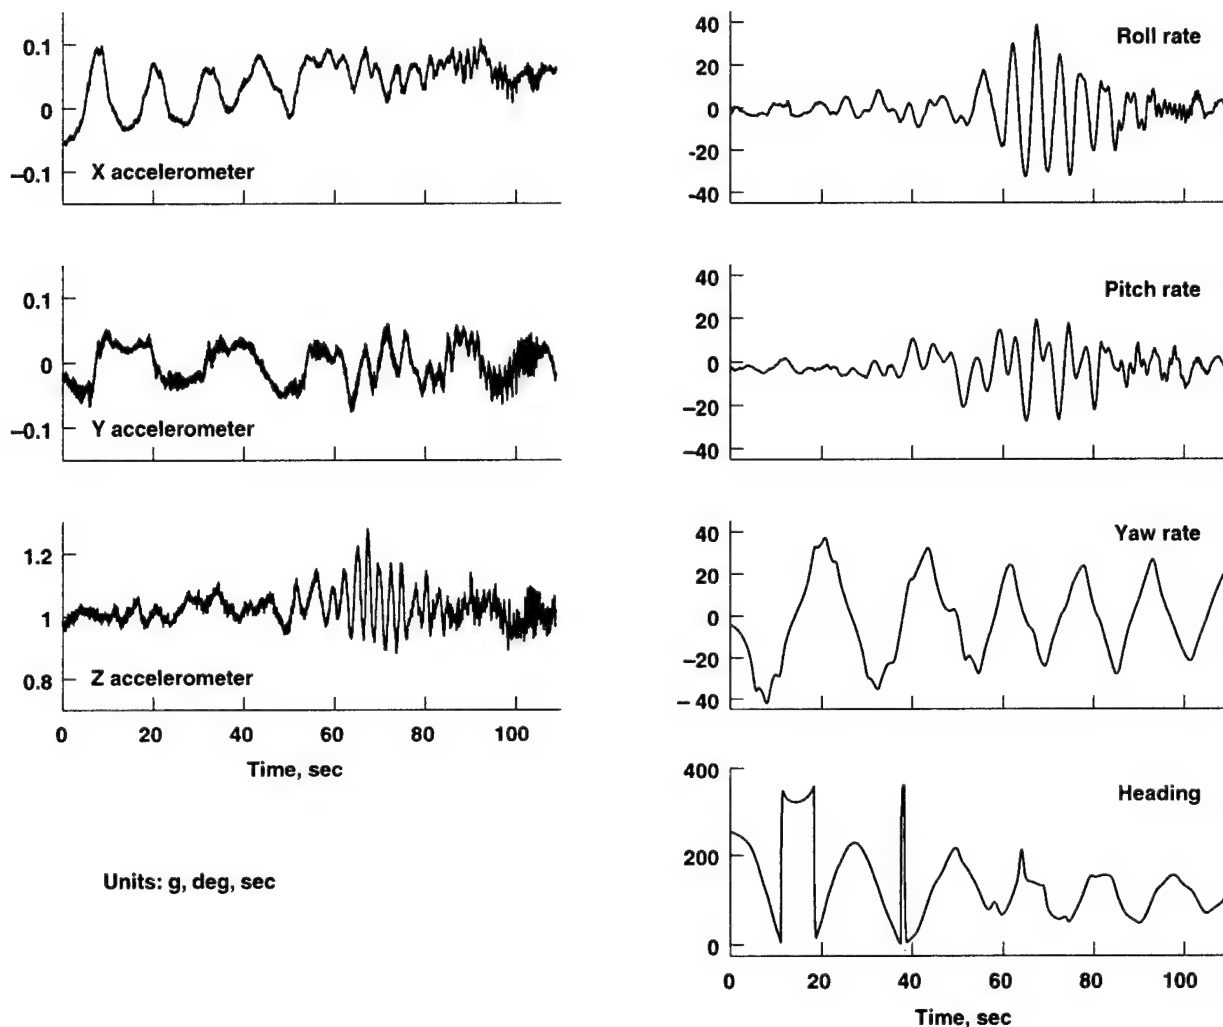 0.1
0
–0.1
X accelerometer
0.1
0
–0.1
Y accelerometer
1.2
1
0.8
Z accelerometer
0 20 40 60 80 100
Time, sec
Units: g, deg, sec
40
20
0
-20
-40
Roll rate
40
20
0
–20
–40
Pitch rate
40
20
0
–20
– 40
Yaw rate
400
200
0
Heading
0 20 40 60 80 100
Time, sec